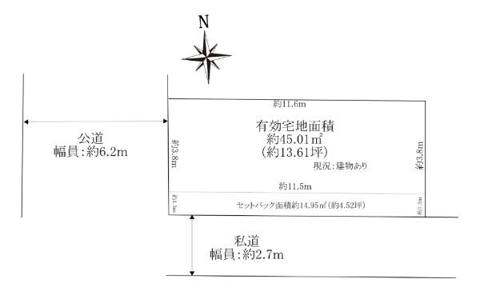 N
約11.6m
有効宅地面積
約45.01㎡
(約13.61坪)
現況:建物あり
公道
幅員:約6.2m
約3.8m
約3.8m
約11.5m
セットバック面積約14.95㎡(約4.52坪)
私道
幅員:約2.7m